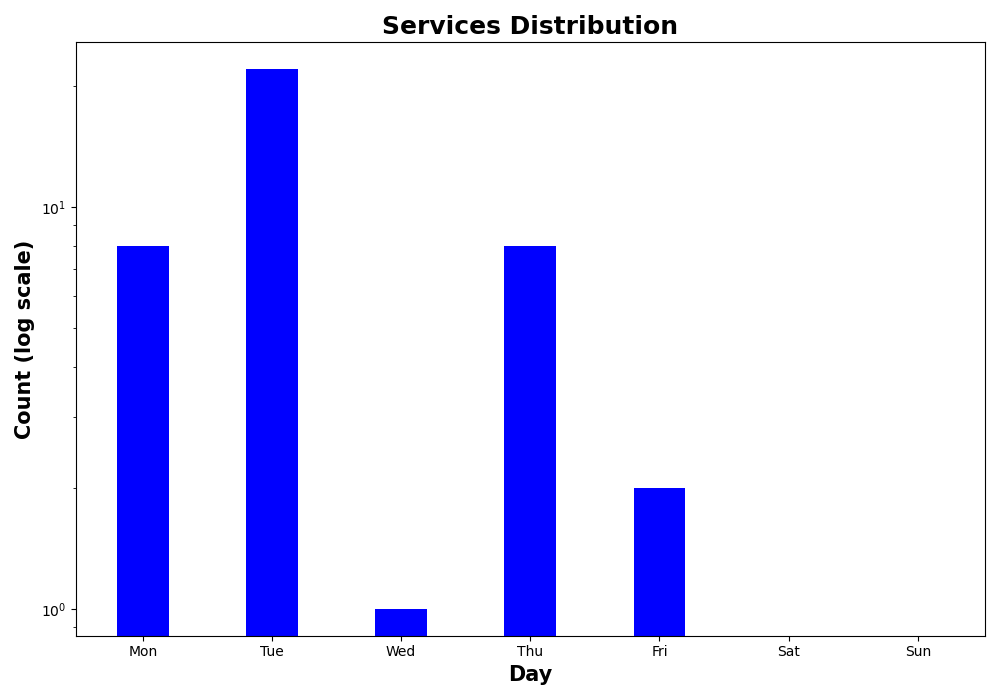 Services Distribution
Count (log scale)
10¹
10⁰
Mon Tue Wed Thu Fri Sat Sun
Day